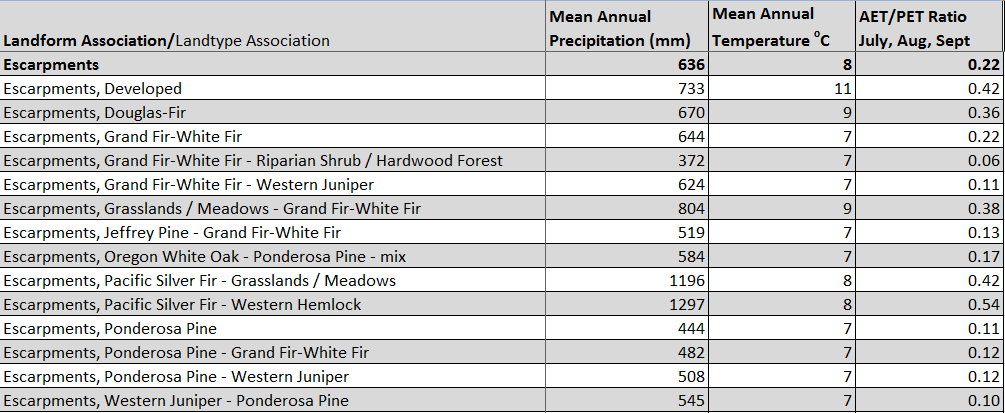 Landform Association/Landtype Association Mean Annual Precipitation (mm) Mean Annual Temperature ⁰C AET/PET Ratio July, Aug, Sept
Escarpments 636 8 0.22
Escarpments, Developed 733 11 0.42
Escarpments, Douglas-Fir 670 9 0.36
Escarpments, Grand Fir-White Fir 644 7 0.22
Escarpments, Grand Fir-White Fir - Riparian Shrub / Hardwood Forest 372 7 0.06
Escarpments, Grand Fir-White Fir - Western Juniper 624 7 0.11
Escarpments, Grasslands / Meadows - Grand Fir-White Fir 804 9 0.38
Escarpments, Jeffrey Pine - Grand Fir-White Fir 519 7 0.13
Escarpments, Oregon White Oak - Ponderosa Pine - mix 584 7 0.17
Escarpments, Pacific Silver Fir - Grasslands / Meadows 1196 8 0.42
Escarpments, Pacific Silver Fir - Western Hemlock 1297 8 0.54
Escarpments, Ponderosa Pine 444 7 0.11
Escarpments, Ponderosa Pine - Grand Fir-White Fir 482 7 0.12
Escarpments, Ponderosa Pine - Western Juniper 508 7 0.12
Escarpments, Western Juniper - Ponderosa Pine 545 7 0.10